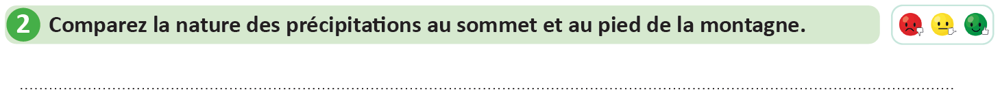 2 Comparez la nature des précipitations au sommet et au pied de la montagne.